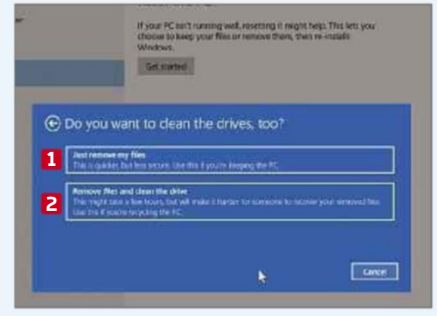 If your PC isn't running well, resetting it might help. This lets you
choose to keep your files or remove them, then re-installs
Windows.
Get started
Do you want to clean the drives, too?
1
Just remove my files
This is quicker, but less secure. Use this if you're keeping the PC.
2
Remove files and clean the drive
This might take a few hours, but will make it harder for someone to recover your removed files.
Use this if you're recycling the PC.
Cancel